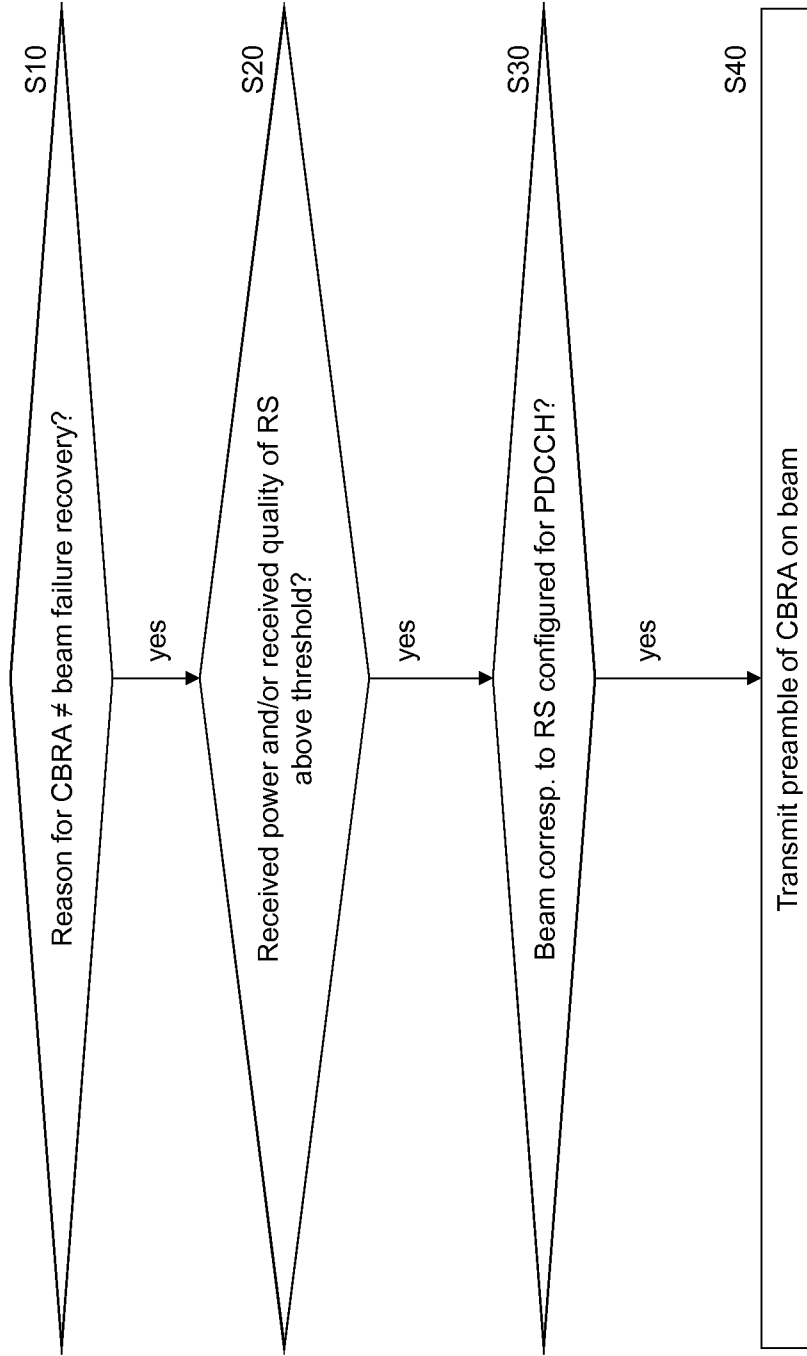 S10
Reason for CBRA ≠ beam failure recovery?
yes
S20
Received power and/or received quality of RS
above threshold?
yes
S30
Beam corresp. to RS configured for PDCCH?
yes
S40
Transmit preamble of CBRA on beam